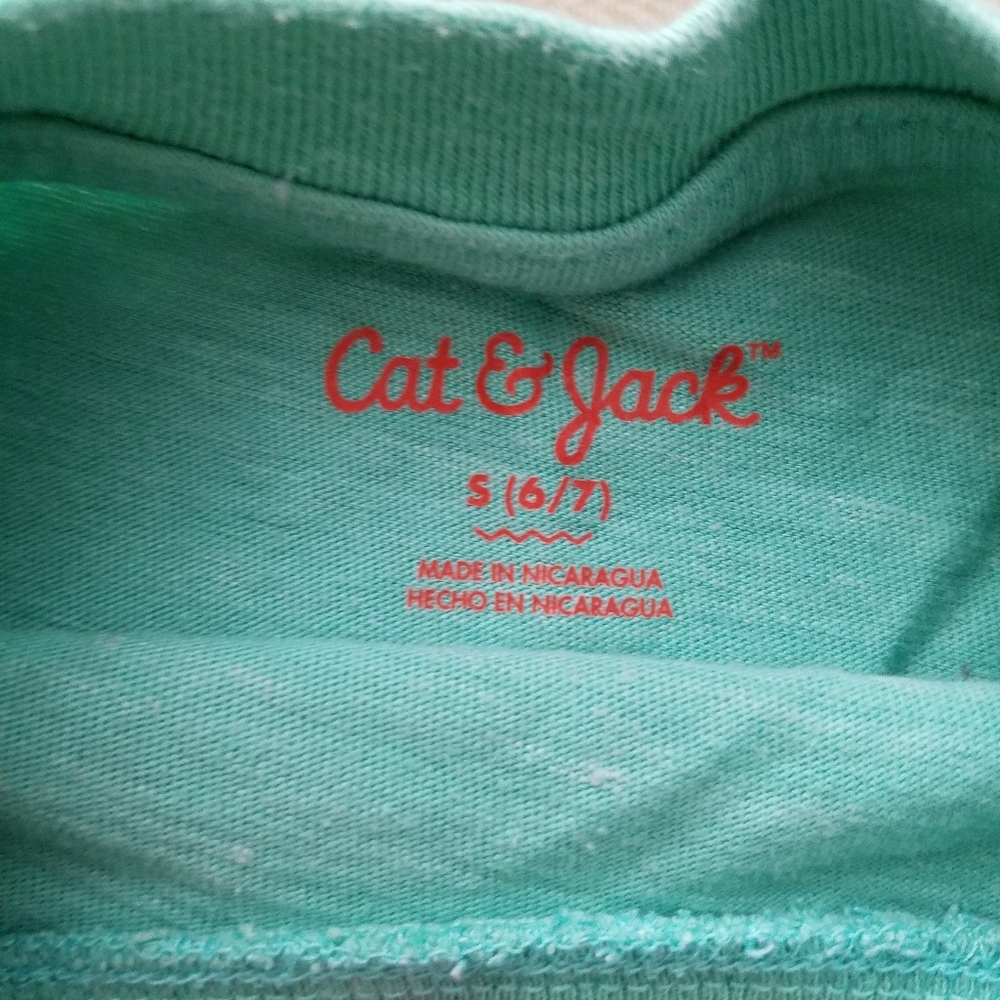 Cat & Jack™
S (6/7)
MADE IN NICARAGUA
HECHO EN NICARAGUA